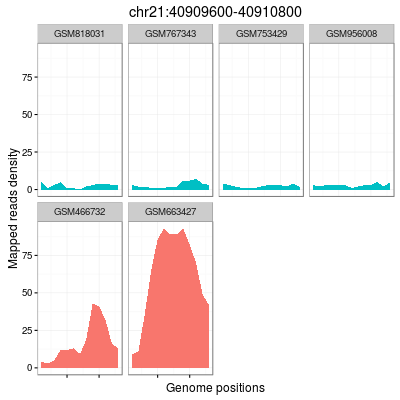 chr21:40909600-40910800
GSM818031 GSM767343 GSM753429 GSM956008
75
50
25
0
Mapped reads density
GSM466732 GSM663427
75
50
25
0
Genome positions